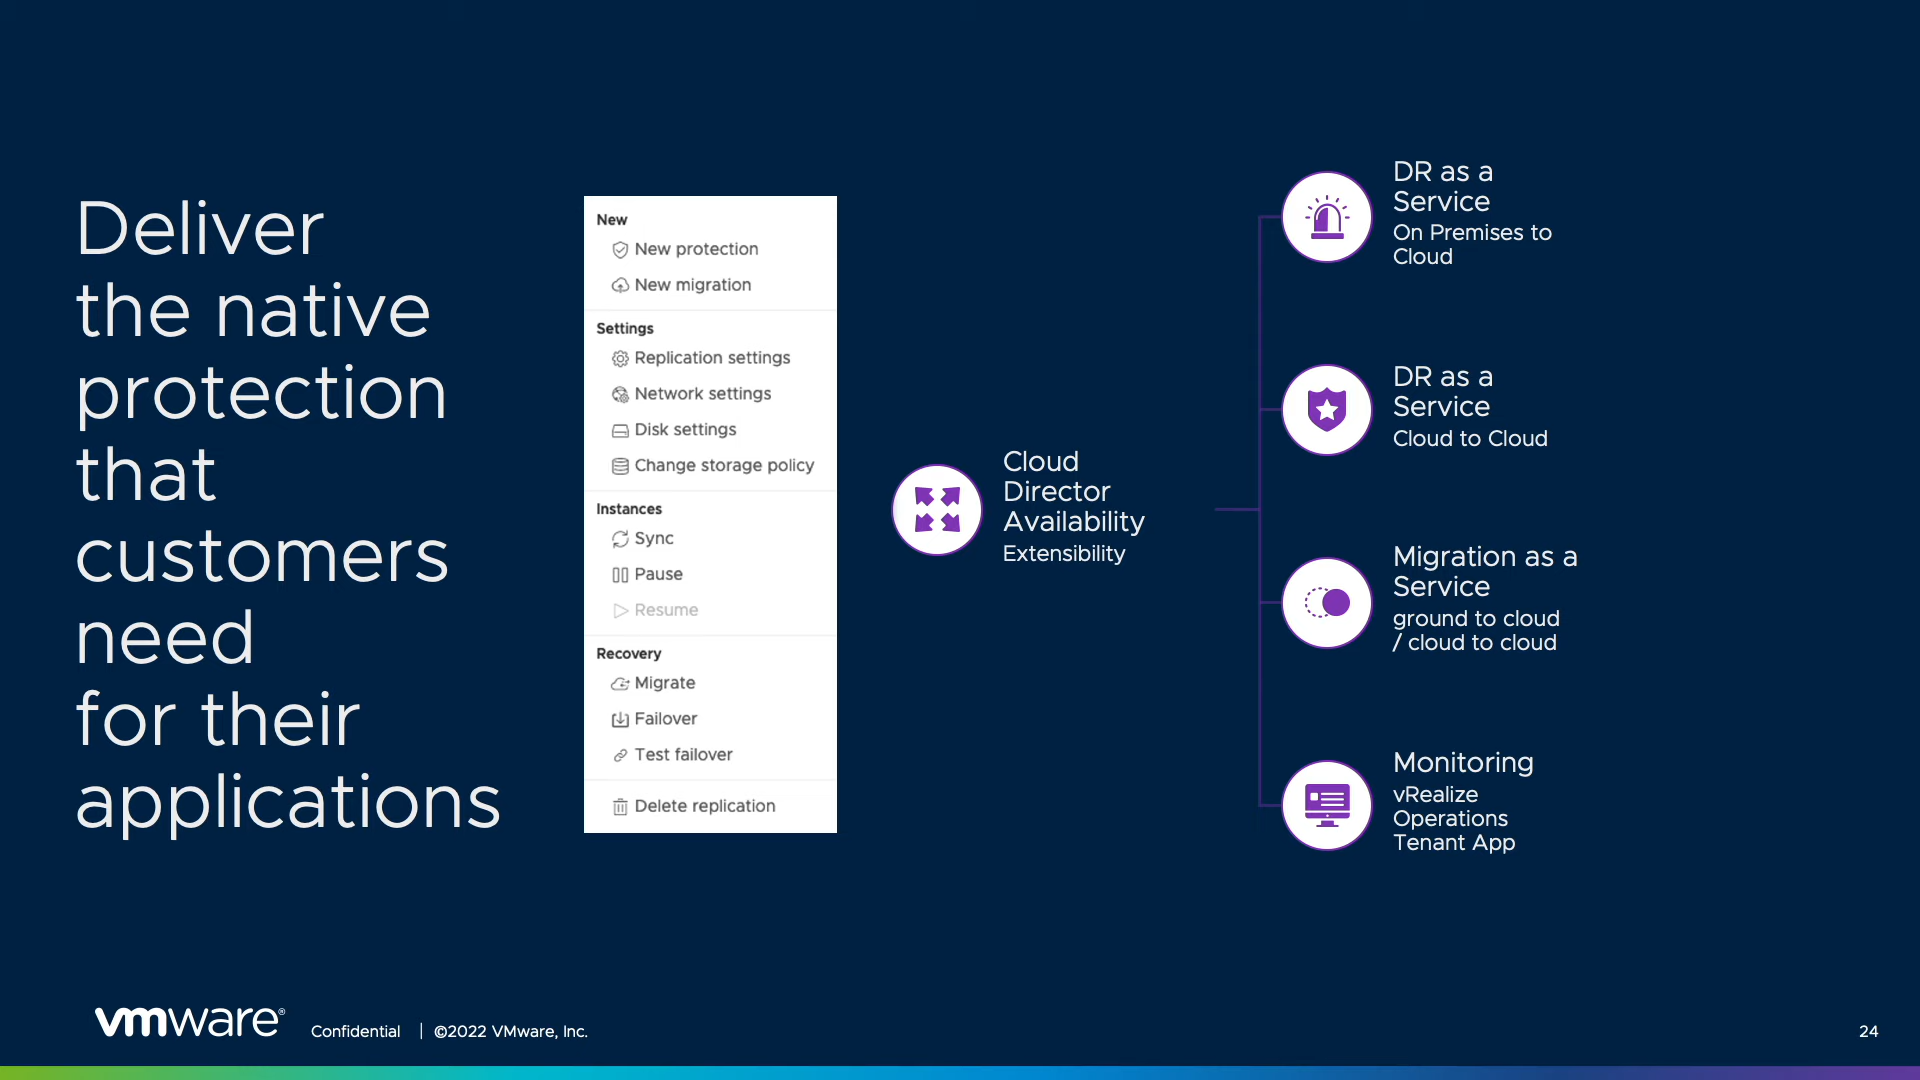 Deliver
the native
protection
that
customers
need
for their
applications
New
New protection
New migration
Settings
Replication settings
Network settings
Disk settings
Change storage policy
Instances
Sync
Pause
Resume
Recovery
Migrate
Failover
Test failover
Delete replication
Cloud
Director
Availability
Extensibility
DR as a
Service
On Premises to
Cloud
DR as a
Service
Cloud to Cloud
Migration as a
Service
ground to cloud
/ cloud to cloud
Monitoring
vRealize
Operations
Tenant App
vmware®
Confidential | ©2022 VMware, Inc.
24